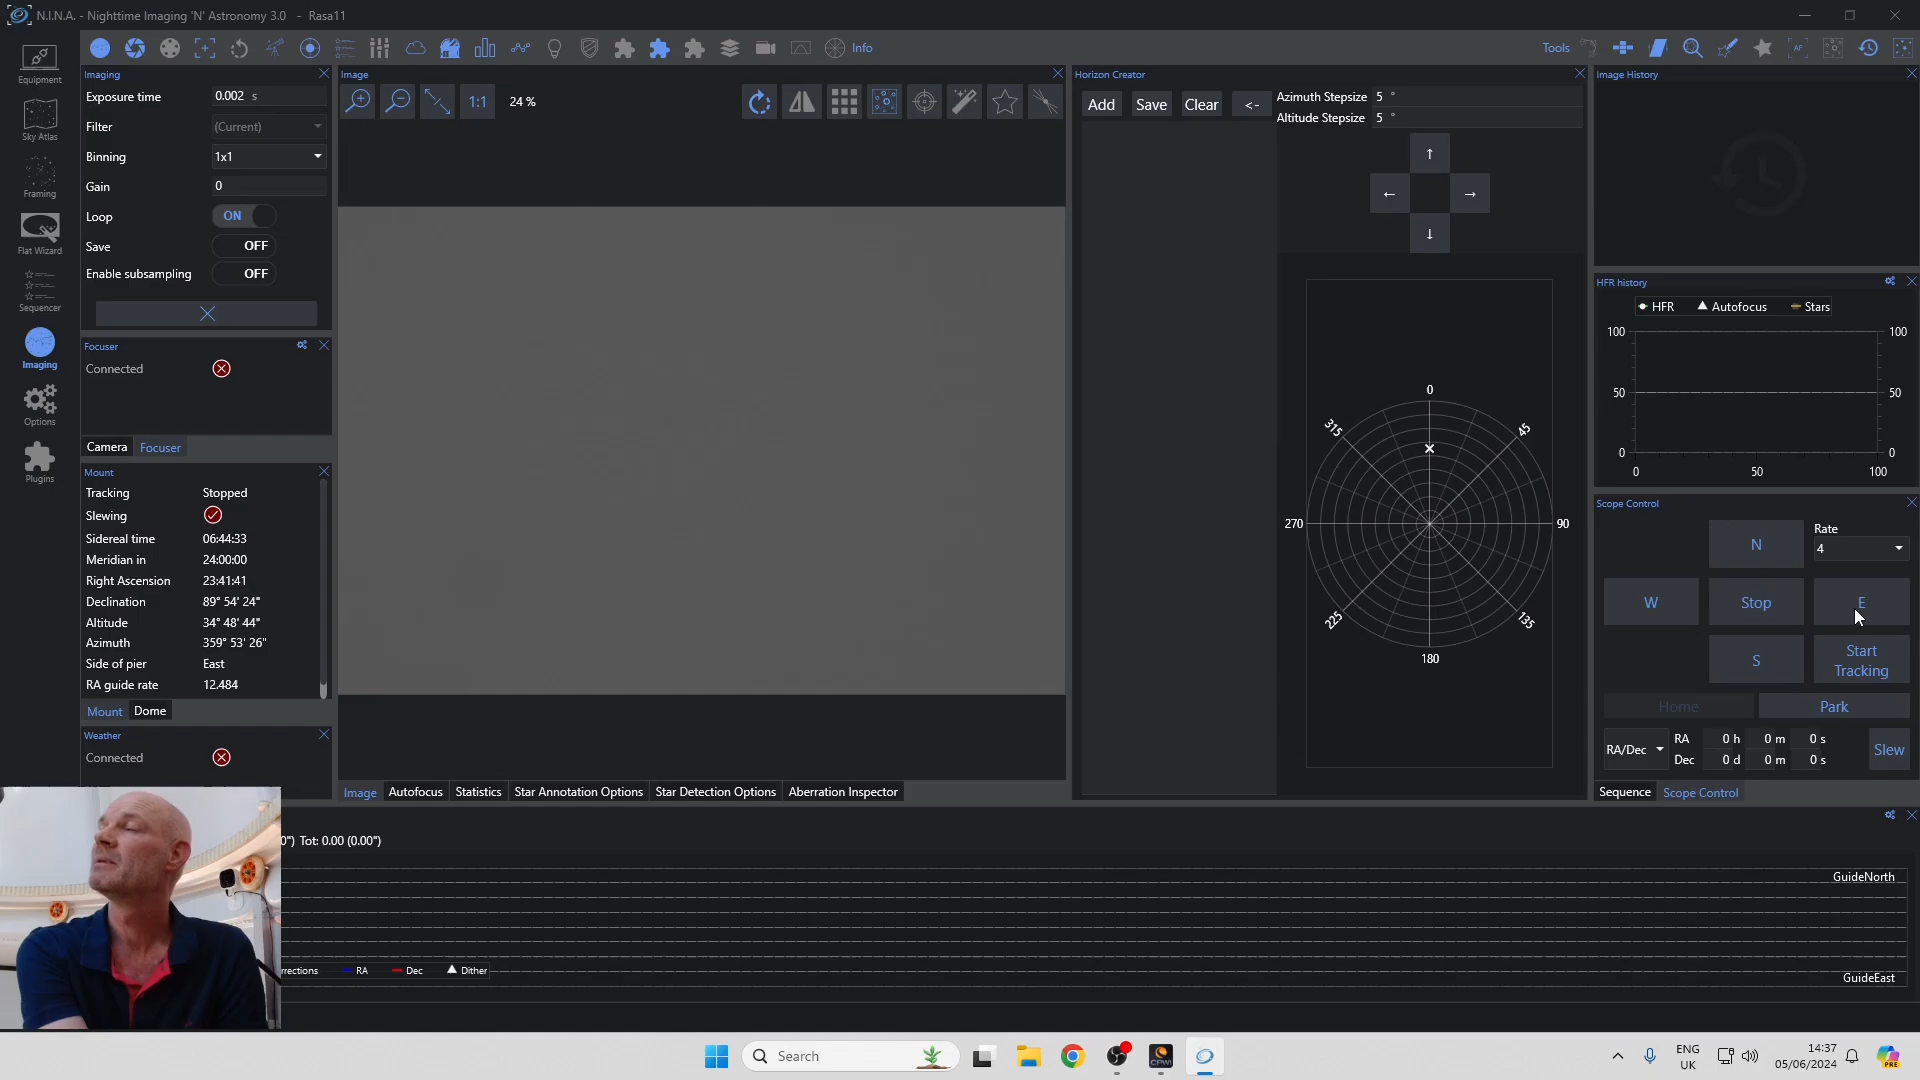 N.I.N.A. - Nighttime Imaging 'N' Astronomy 3.0 - Rasa11
Info
Tools
AF
Equipment
Sky Atlas
Framing
Flat Wizard
Sequencer
Imaging
Options
Plugins
Imaging
Exposure time 0.002 s
Filter (Current)
Binning 1x1
Gain 0
Loop ON
Save OFF
Enable subsampling OFF
Focuser
Connected
Camera Focuser
Mount
Tracking Stopped
Slewing
Sidereal time 06:44:33
Meridian in 24:00:00
Right Ascension 23:41:41
Declination 89° 54' 24"
Altitude 34° 48' 44"
Azimuth 359° 53' 26"
Side of pier East
RA guide rate 12.484
Mount Dome
Weather
Connected
Image
1:1 24 %
Image Autofocus Statistics Star Annotation Options Star Detection Options Aberration Inspector
Horizon Creator
Add Save Clear <-
Azimuth Stepsize 5 °
Altitude Stepsize 5 °
↑
← →
↓
0
315 45
270 90
225 135
180
Image History
HFR history
HFR Autofocus Stars
100 100
50 50
0 0
0 50 100
Scope Control
N Rate
4
W Stop E
S Start
Tracking
Home Park
RA/Dec RA 0 h 0 m 0 s
Dec 0 d 0 m 0 s
Slew
Sequence Scope Control
0") Tot: 0.00 (0.00")
GuideNorth
rrections RA Dec Dither
GuideEast
Search
CPWI
ENG
UK
14:37
05/06/2024
PRE